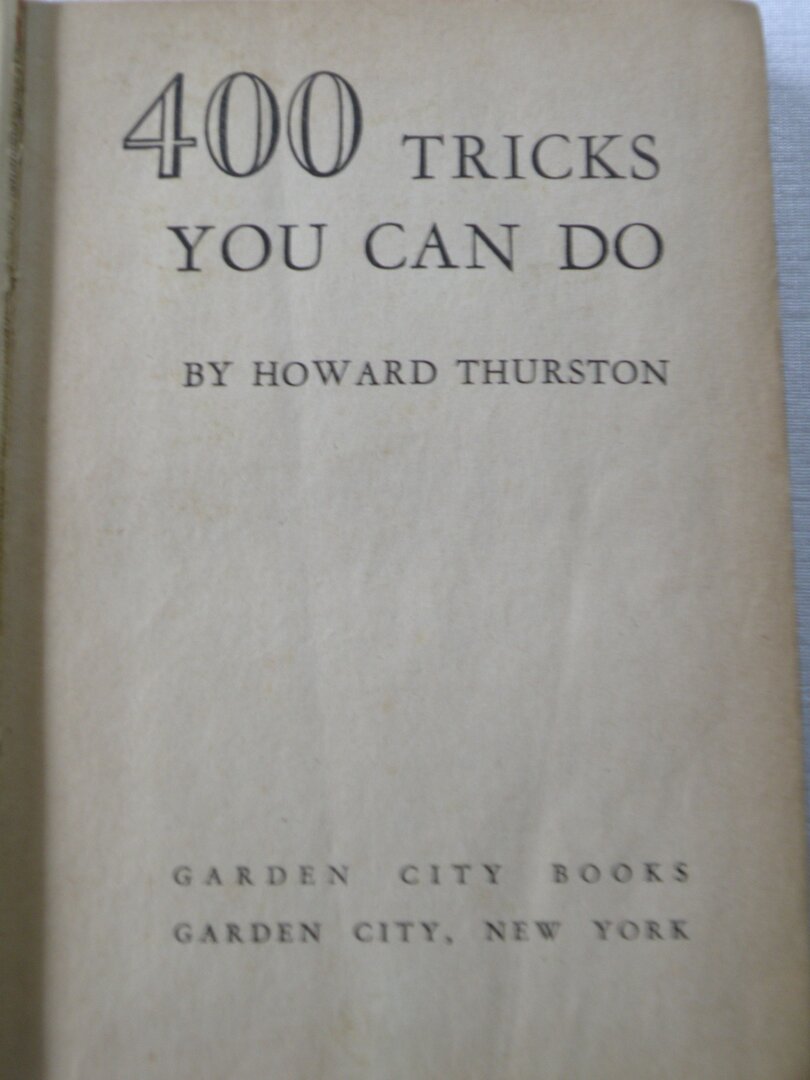 400 TRICKS
YOU CAN DO
BY HOWARD THURSTON
GARDEN CITY BOOKS
GARDEN CITY, NEW YORK